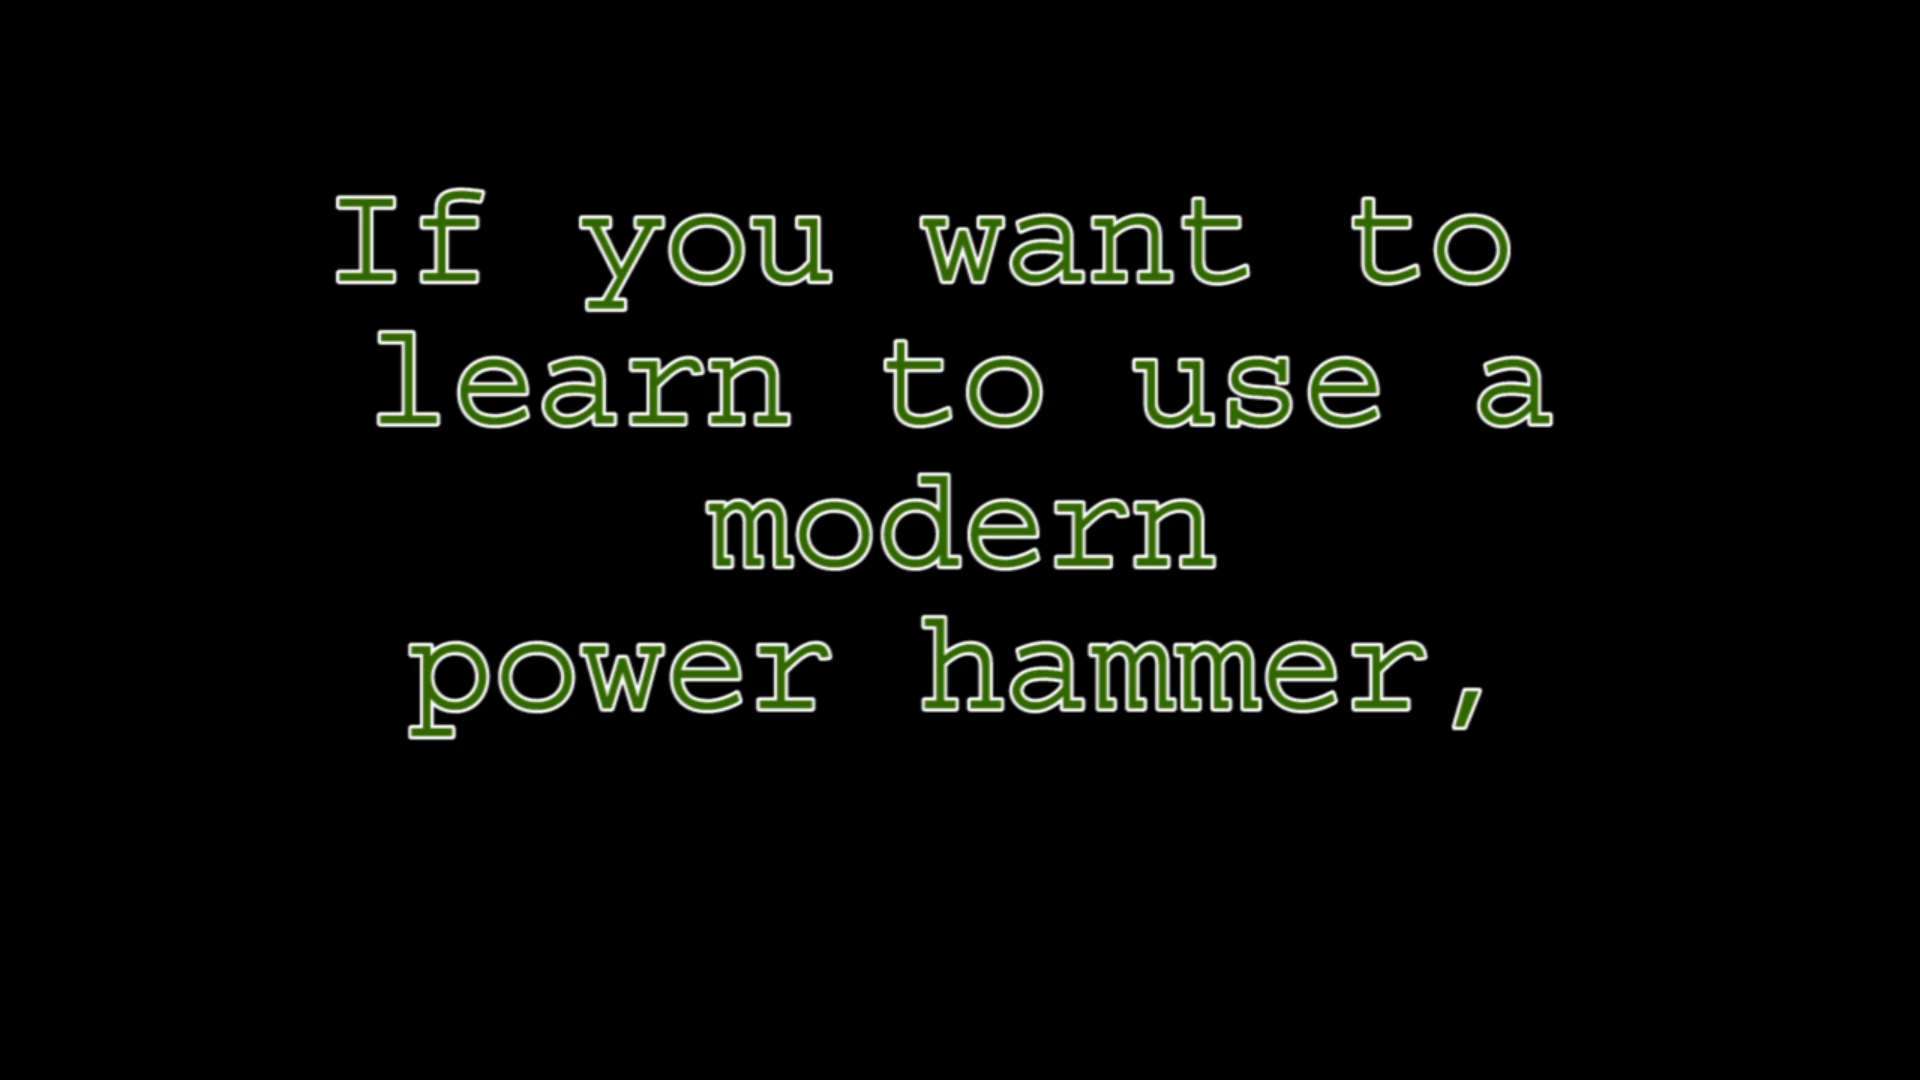 If you want to
learn to use a
modern
power hammer,